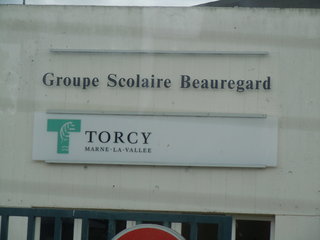 Groupe Scolaire Beauregard
TORCY
MARNE-LA-VALLEE